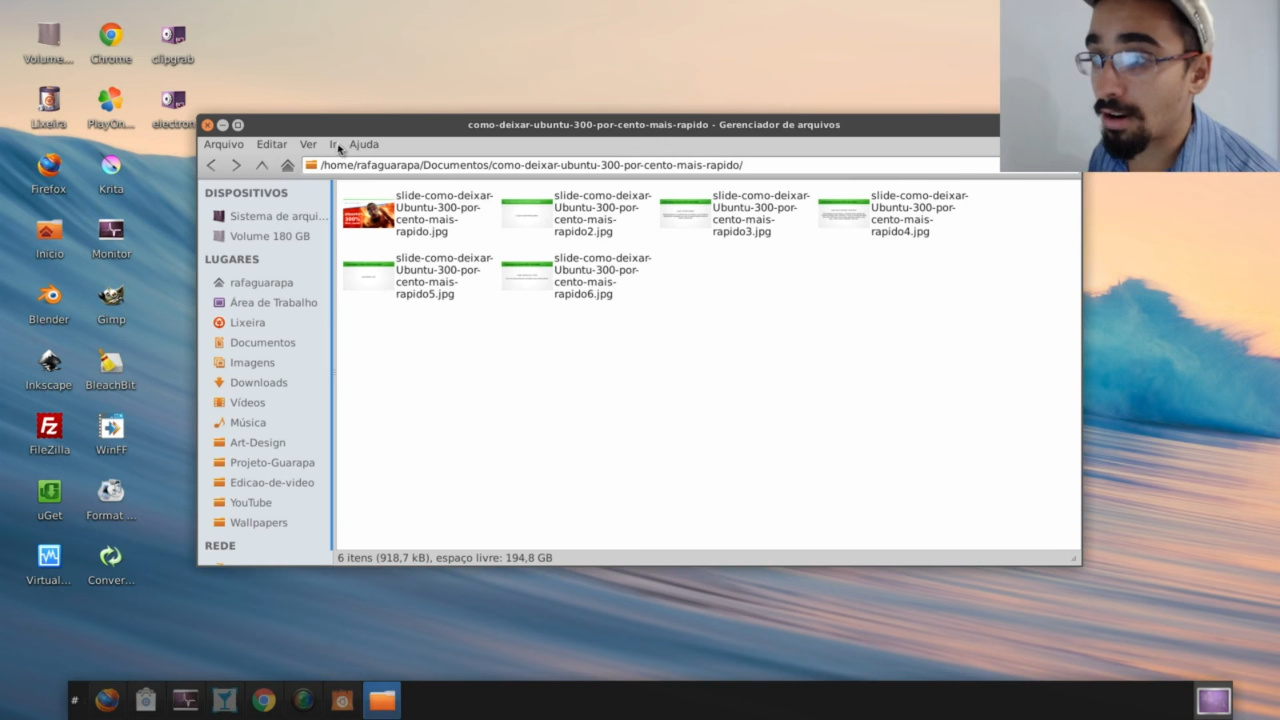 Volume...
Chrome
clipgrab
Lixeira
PlayOn...
electron
Firefox
Krita
Início
Monitor
Blender
Gimp
Inkscape
BleachBit
FileZilla
WinFF
uGet
Format ...
Virtual...
Conver...
como-deixar-ubuntu-300-por-cento-mais-rapido - Gerenciador de arquivos
Arquivo Editar Ver Ir Ajuda
/home/rafaguarapa/Documentos/como-deixar-ubuntu-300-por-cento-mais-rapido/
DISPOSITIVOS
Sistema de arqui...
Volume 180 GB
LUGARES
rafaguarapa
Área de Trabalho
Lixeira
Documentos
Imagens
Downloads
Vídeos
Música
Art-Design
Projeto-Guarapa
Edicao-de-video
YouTube
Wallpapers
REDE
slide-como-deixar-
Ubuntu-300-por-
cento-mais-
rapido.jpg
slide-como-deixar-
Ubuntu-300-por-
cento-mais-
rapido2.jpg
slide-como-deixar-
Ubuntu-300-por-
cento-mais-
rapido3.jpg
slide-como-deixar-
Ubuntu-300-por-
cento-mais-
rapido4.jpg
slide-como-deixar-
Ubuntu-300-por-
cento-mais-
rapido5.jpg
slide-como-deixar-
Ubuntu-300-por-
cento-mais-
rapido6.jpg
6 itens (918,7 kB), espaço livre: 194,8 GB
#